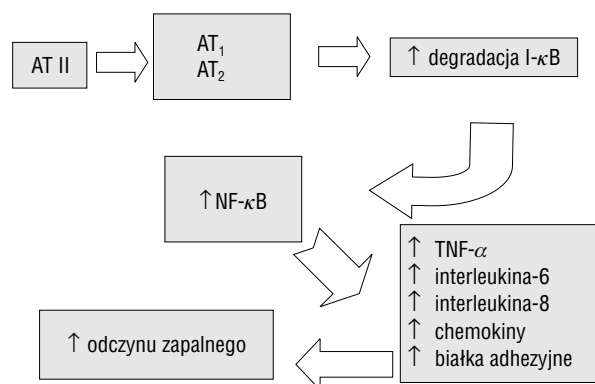 AT II
AT₁
AT₂
↑ degradacja I-κB
↑ NF-κB
↑ TNF-α
↑ interleukina-6
↑ interleukina-8
↑ chemokiny
↑ białka adhezyjne
↑ odczynu zapalnego